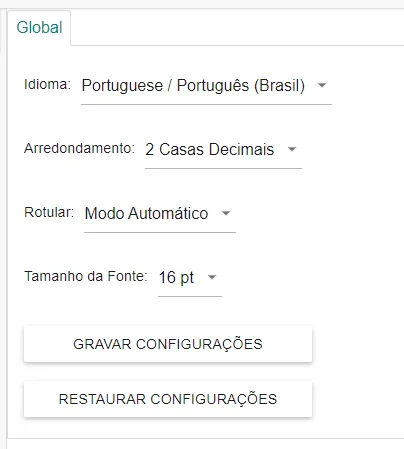 Global
Idioma: Portuguese / Português (Brasil)
Arredondamento: 2 Casas Decimais
Rotular: Modo Automático
Tamanho da Fonte: 16 pt
GRAVAR CONFIGURAÇÕES
RESTAURAR CONFIGURAÇÕES